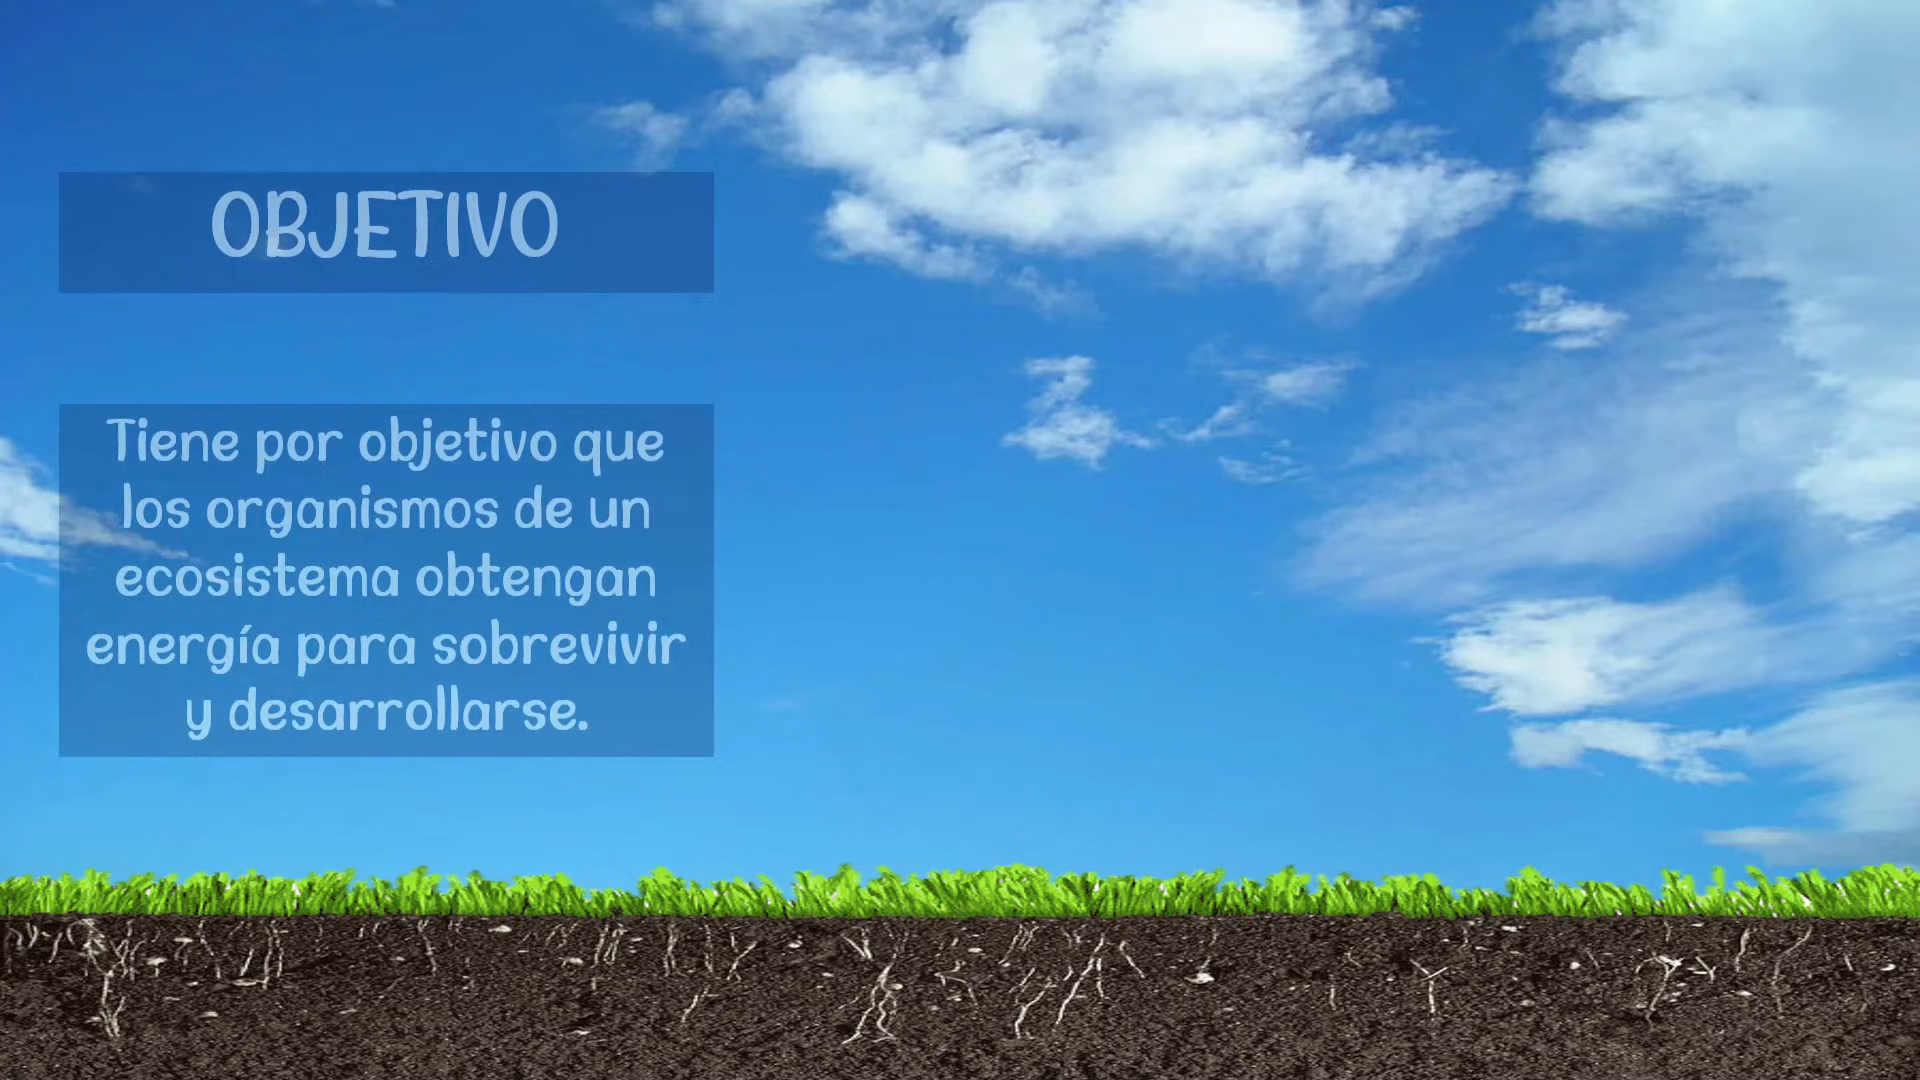 OBJETIVO
Tiene por objetivo que
los organismos de un
ecosistema obtengan
energía para sobrevivir
y desarrollarse.